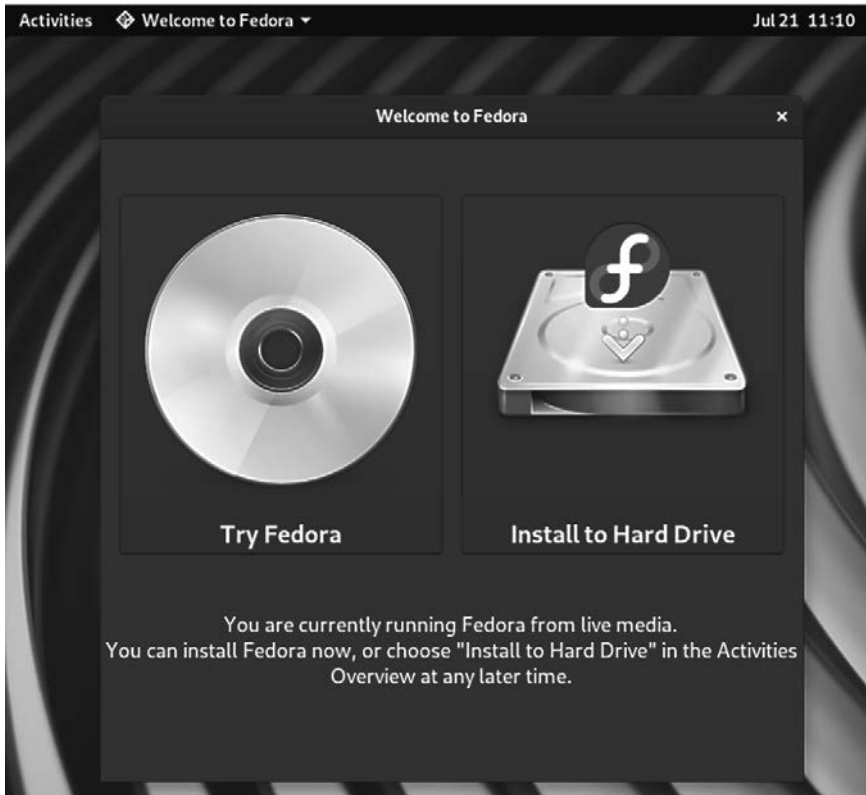 Activities Welcome to Fedora Jul 21 11:10
Welcome to Fedora ×
Try Fedora Install to Hard Drive
You are currently running Fedora from live media.
You can install Fedora now, or choose "Install to Hard Drive" in the Activities
Overview at any later time.